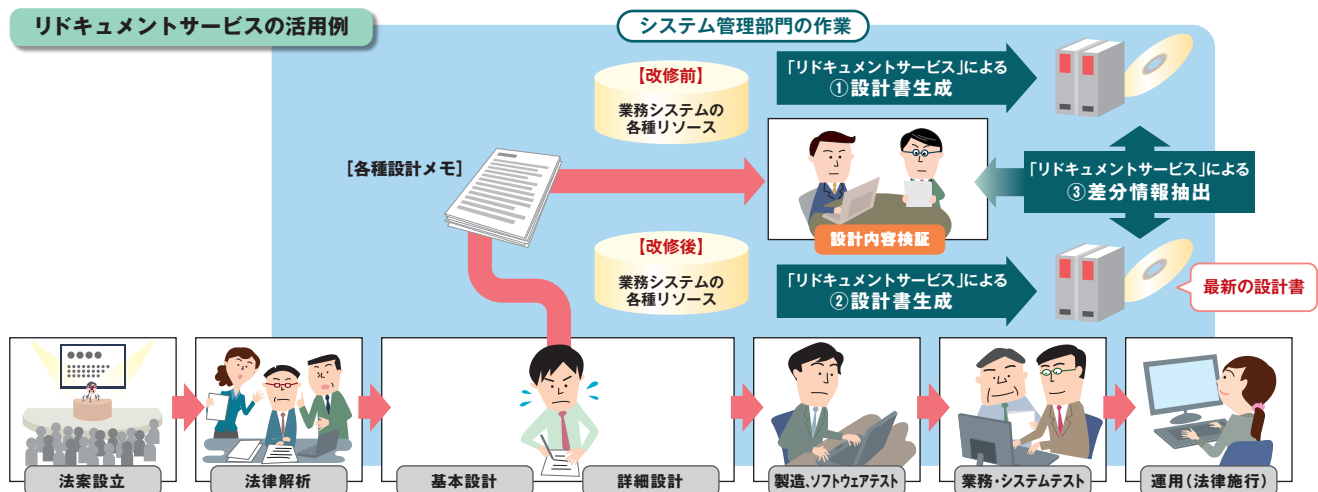 リドキュメントサービスの活用例
システム管理部門の作業
【改修前】
業務システムの
各種リソース
「リドキュメントサービス」による
①設計書生成
[各種設計メモ]
「リドキュメントサービス」による
③差分情報抽出
設計内容検証
【改修後】
業務システムの
各種リソース
「リドキュメントサービス」による
②設計書生成
最新の設計書
法案設立
法律解析
基本設計
詳細設計
製造、ソフトウェアテスト
業務・システムテスト
運用（法律施行）